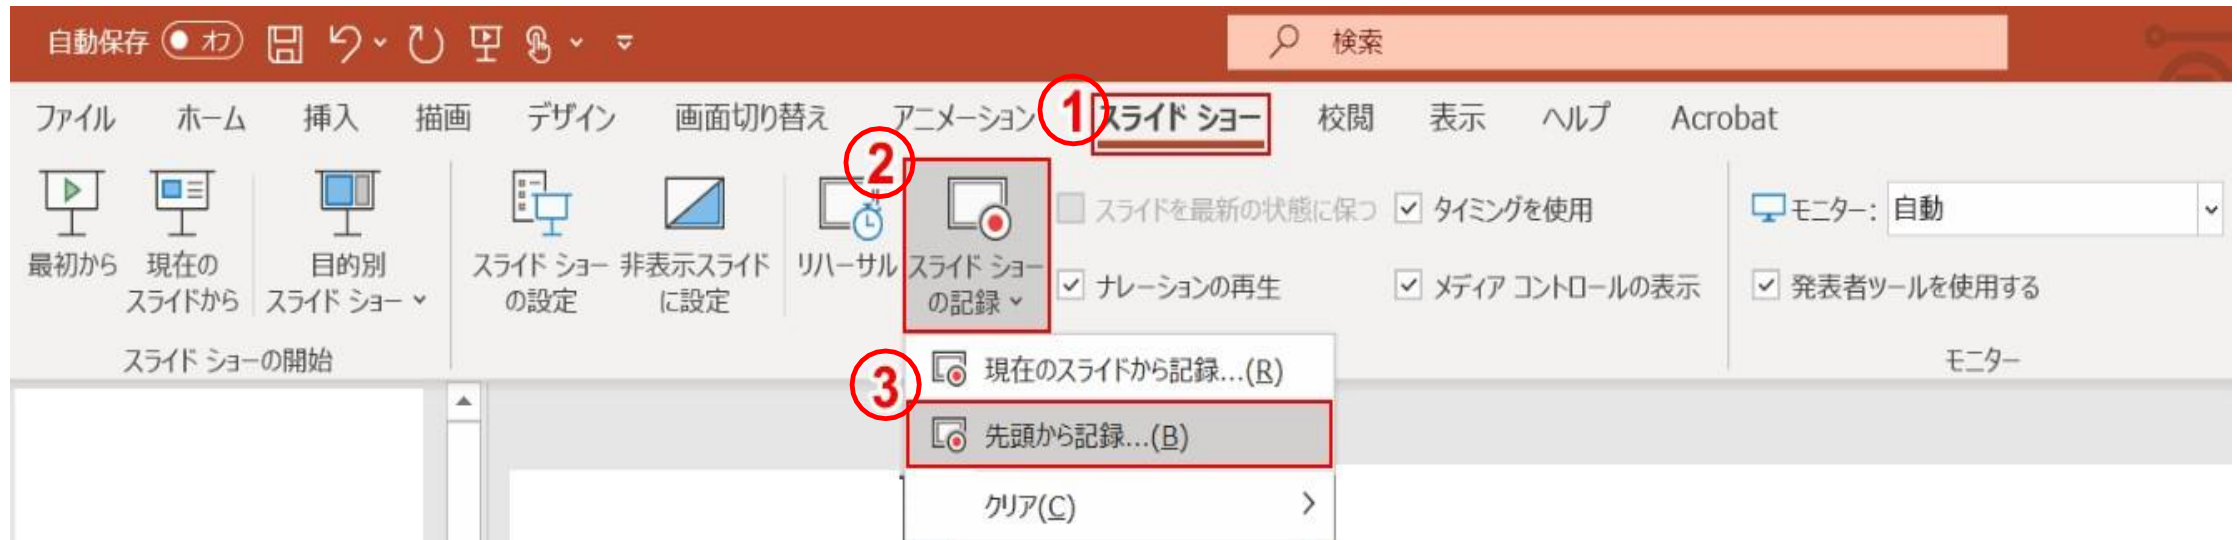 自動保存 オフ
検索
ファイル ホーム 挿入 描画 デザイン 画面切り替え アニメーション スライド ショー 校閲 表示 ヘルプ Acrobat
1
2
最初から
現在の
スライドから
目的別
スライド ショー
スライド ショーの開始
スライド ショー
の設定
非表示スライド
に設定
リハーサル
スライド ショー
の記録
スライドを最新の状態に保つ
タイミングを使用
ナレーションの再生
メディア コントロールの表示
モニター: 自動
発表者ツールを使用する
モニター
3
現在のスライドから記録...(R)
先頭から記録...(B)
クリア(C)